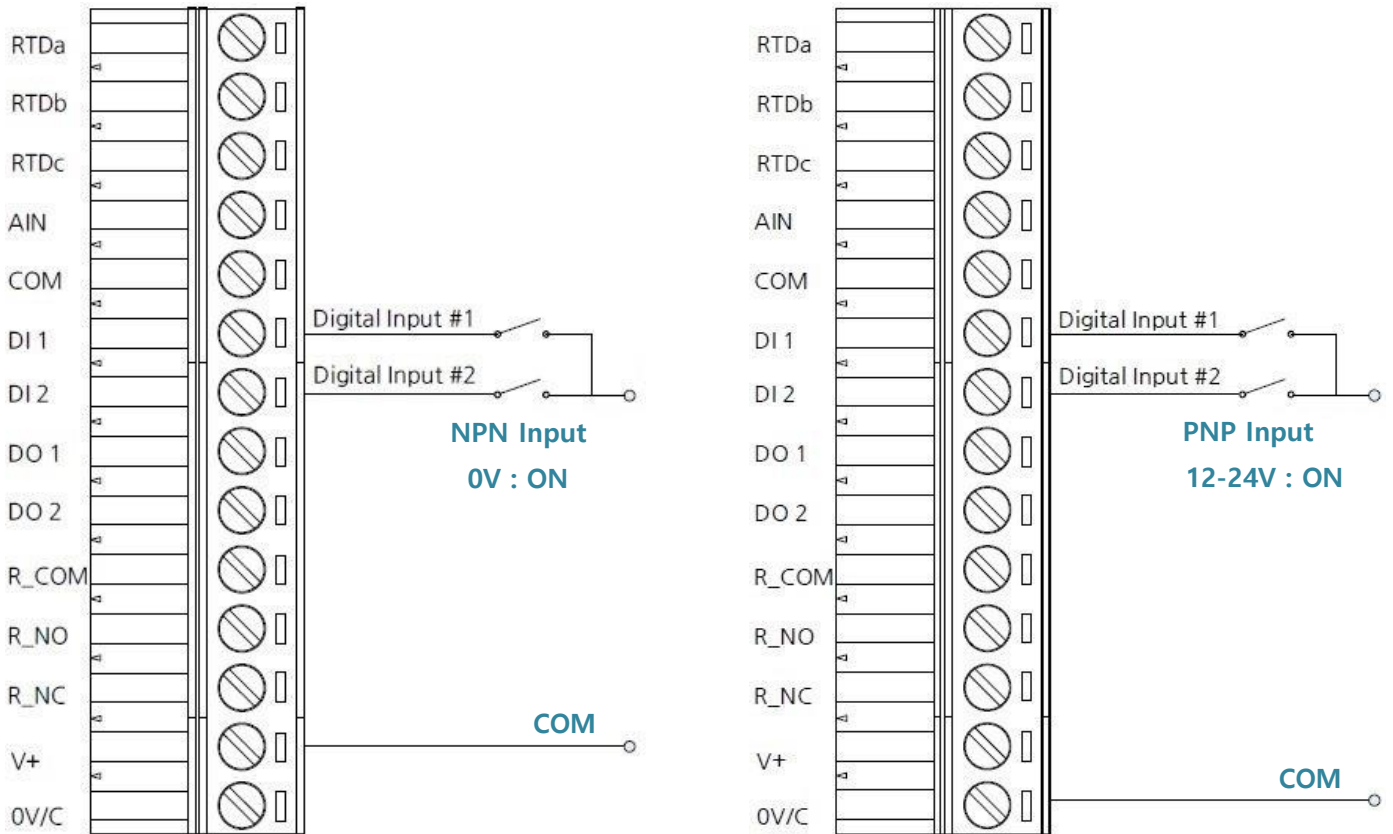 RTDa
RTDb
RTDc
AIN
COM
DI 1
DI 2
DO 1
DO 2
R_COM
R_NO
R_NC
V+
0V/C
Digital Input #1
Digital Input #2
NPN Input
0V : ON
COM
RTDa
RTDb
RTDc
AIN
COM
DI 1
DI 2
DO 1
DO 2
R_COM
R_NO
R_NC
V+
0V/C
Digital Input #1
Digital Input #2
PNP Input
12-24V : ON
COM